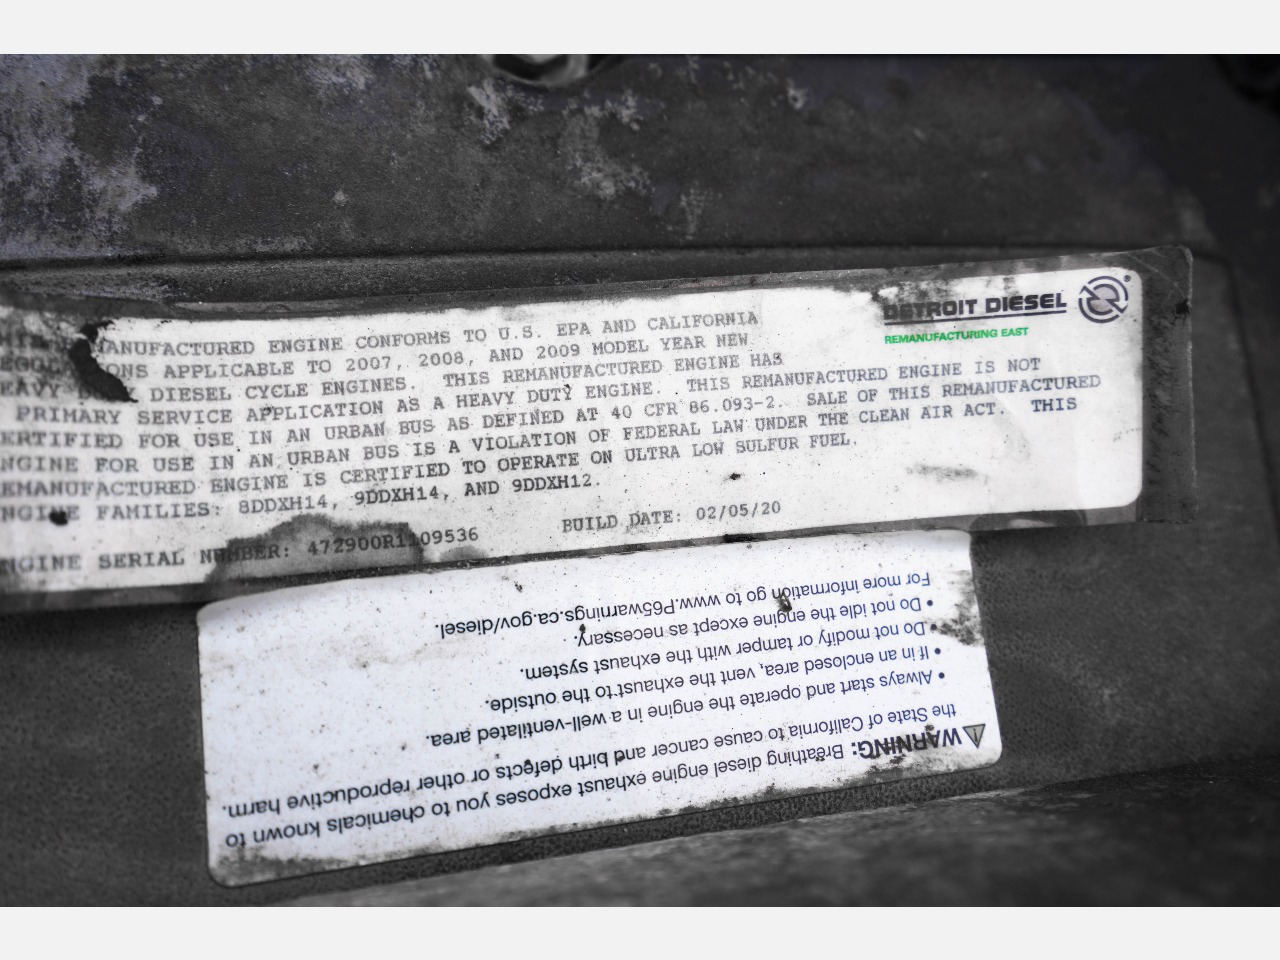 DETROIT DIESEL
REMANUFACTURING EAST
ANUFACTURED ENGINE CONFORMS TO U.S. EPA AND CALIFORNIA
ONS APPLICABLE TO 2007, 2008, AND 2009 MODEL YEAR NEW
EAVY DIESEL CYCLE ENGINES. THIS REMANUFACTURED ENGINE HAS
PRIMARY SERVICE APPLICATION AS A HEAVY DUTY ENGINE. THIS REMANUFACTURED ENGINE IS NOT
ERTIFIED FOR USE IN AN URBAN BUS AS DEFINED AT 40 CFR 86.093-2. SALE OF THIS REMANUFACTURED
NGINE FOR USE IN AN URBAN BUS IS A VIOLATION OF FEDERAL LAW UNDER THE CLEAN AIR ACT. THIS
EMANUFACTURED ENGINE IS CERTIFIED TO OPERATE ON ULTRA LOW SULFUR FUEL.
NGINE FAMILIES: 8DDXH14, 9DDXH14, AND 9DDXH12.
NGINE SERIAL NUMBER: 472900R1109536 BUILD DATE: 02/05/20
WARNING: Breathing diesel engine exhaust exposes you to chemicals known to
the State of California to cause cancer and birth defects or other reproductive harm.
• Always start and operate the engine in a well-ventilated area.
• If in an enclosed area, vent the exhaust to the outside.
• Do not modify or tamper with the exhaust system.
• Do not idle the engine except as necessary.
For more information go to www.P65warnings.ca.gov/diesel.